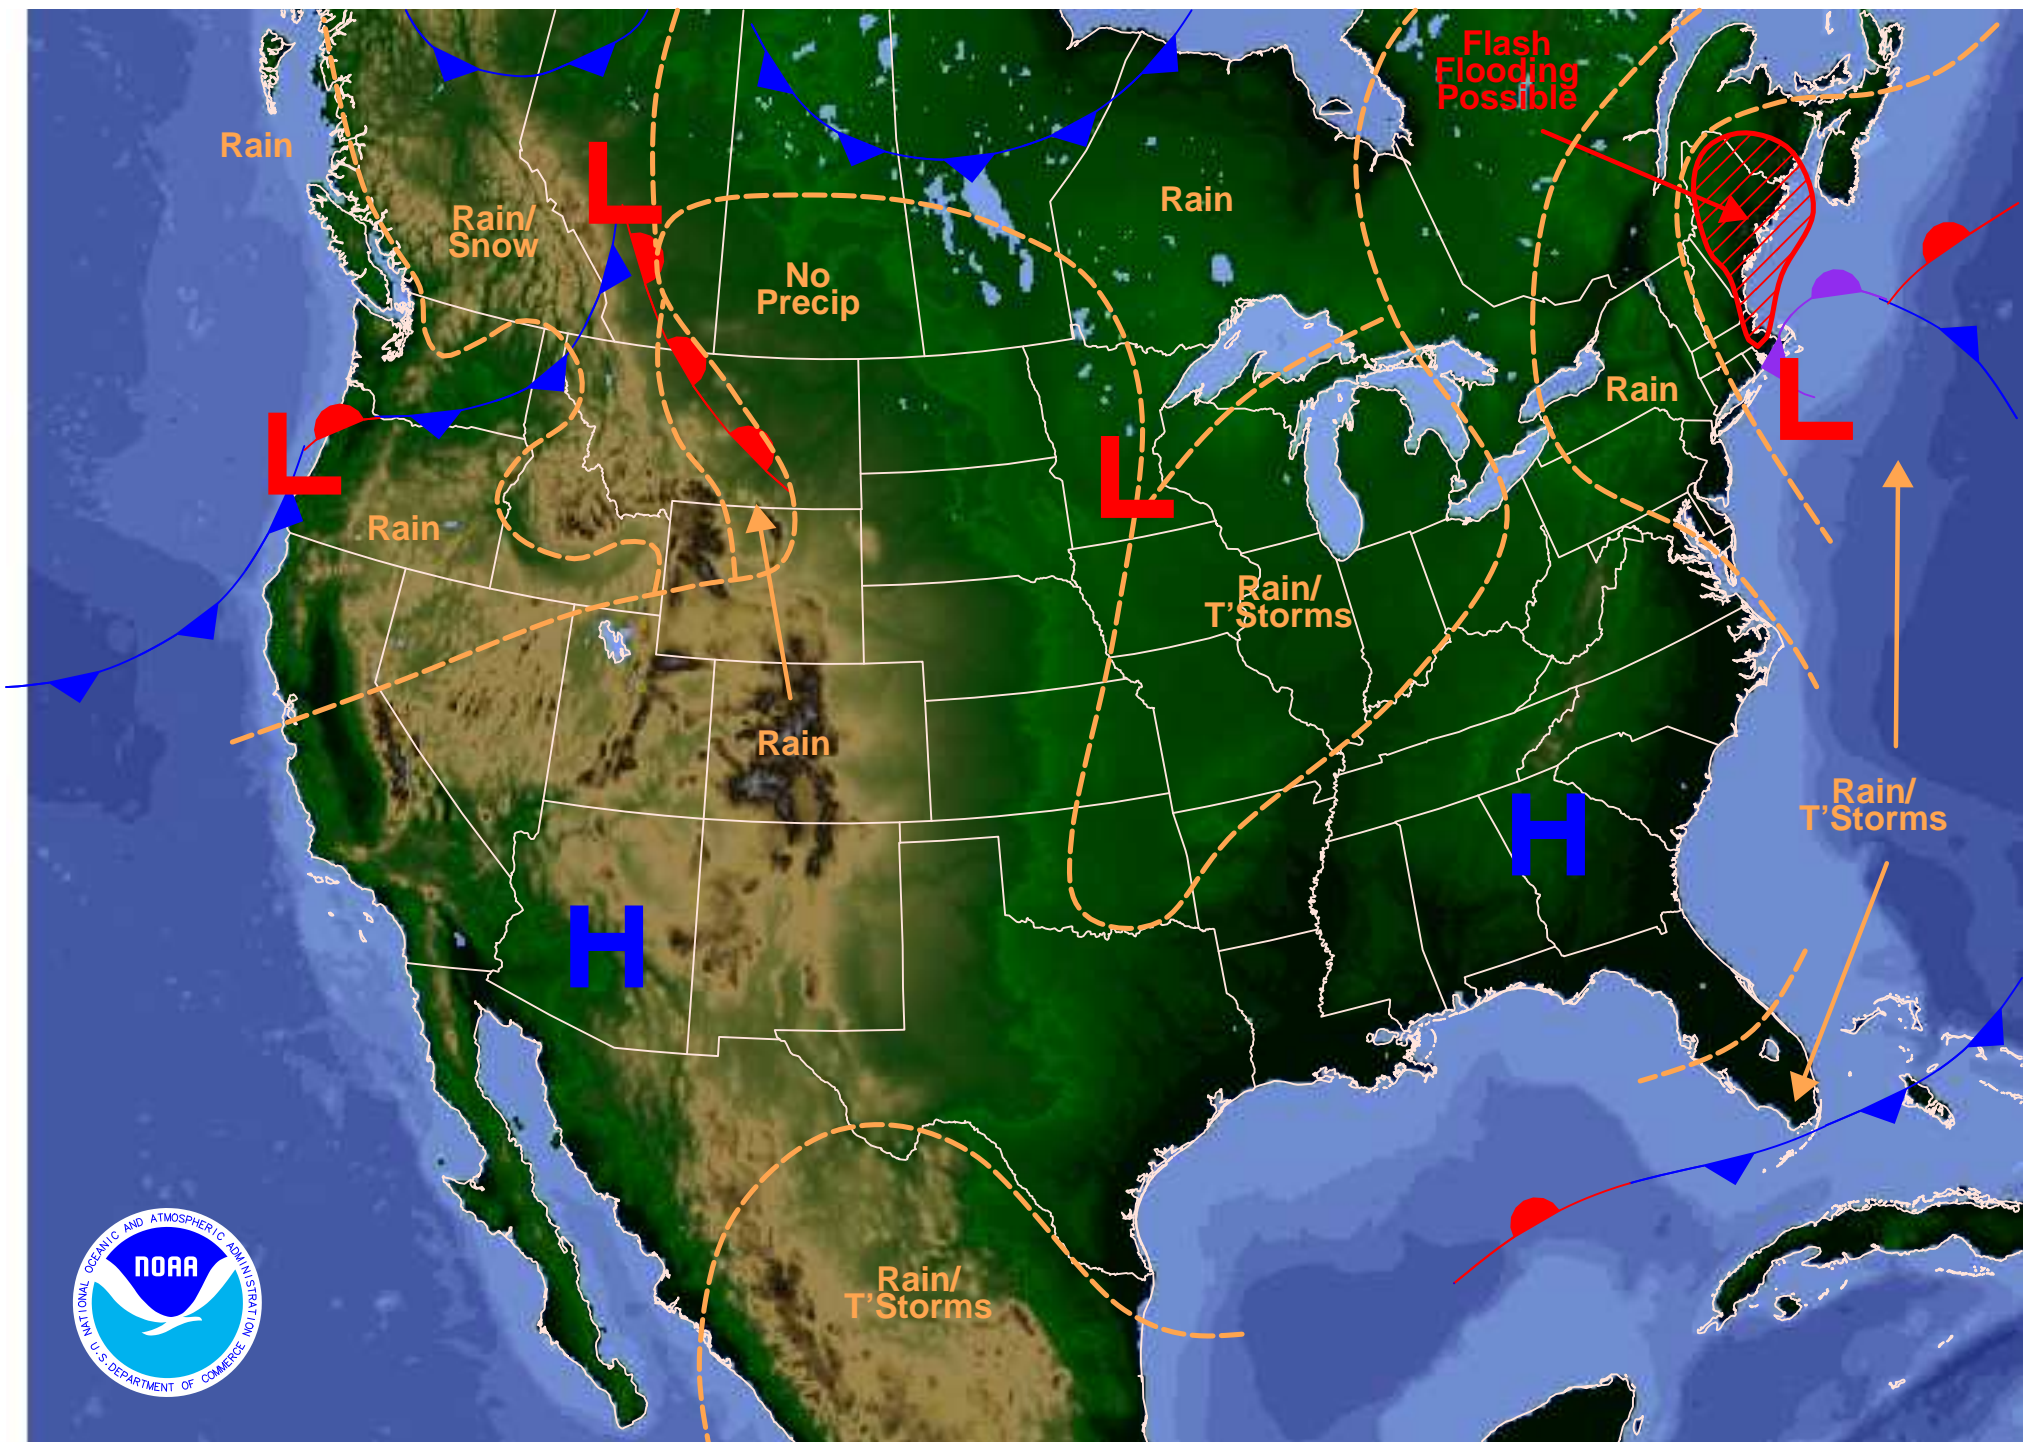 Flash
Flooding
Possible
Rain
Rain/
Snow
L
Rain
No
Precip
L
Rain
L
L
Rain
Rain/
T'Storms
Rain
Rain/
T'Storms
H
H
NOAA
NATIONAL OCEANIC AND ATMOSPHERIC ADMINISTRATION
U.S. DEPARTMENT OF COMMERCE
Rain/
T'Storms